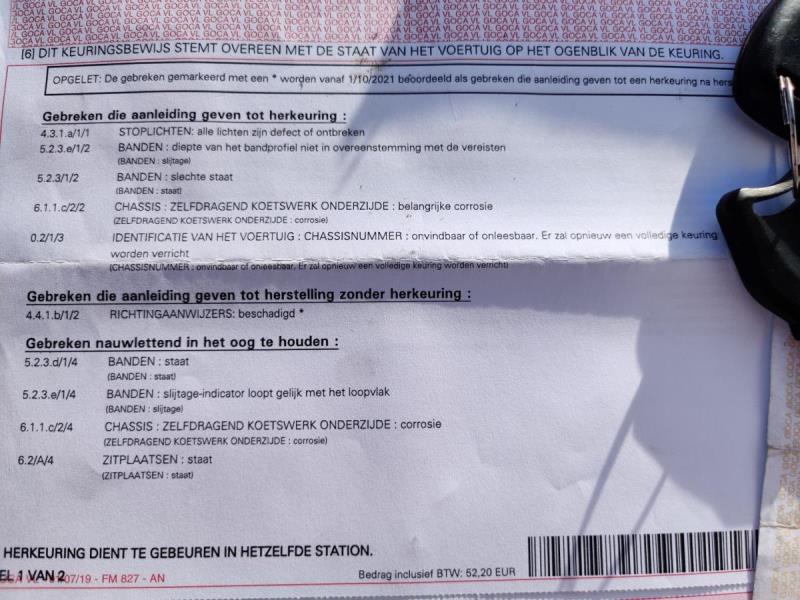 [6] DIT KEURINGSBEWIJS STEMT OVEREEN MET DE STAAT VAN HET VOERTUIG OP HET OGENBLIK VAN DE KEURING.
OPGELET: De gebreken gemarkeerd met een * worden vanaf 1/10/2021 beoordeeld als gebreken die aanleiding geven tot een herkeuring na
Gebreken die aanleiding geven tot herkeuring :
4.3.1.a/1/1 STOPLICHTEN: alle lichten zijn defect of ontbreken
5.2.3.e/1/2 BANDEN : diepte van het bandprofiel niet in overeenstemming met de vereisten
(BANDEN : slijtage)
5.2.3/1/2 BANDEN : slechte staat
(BANDEN : staat)
6.1.1.c/2/2 CHASSIS : ZELFDRAGEND KOETSWERK ONDERZIJDE : belangrijke corrosie
(ZELFDRAGEND KOETSWERK ONDERZIJDE : corrosie)
0.2/1/3 IDENTIFICATIE VAN HET VOERTUIG : CHASSISNUMMER : onvindbaar of onleesbaar. Er zal opnieuw een volledige keuring
worden verricht
(CHASSISNUMMER : onvindbaar of onleesbaar. Er zal opnieuw een volledige keuring worden verricht)
Gebreken die aanleiding geven tot herstelling zonder herkeuring :
4.4.1.b/1/2 RICHTINGAANWIJZERS: beschadigd *
Gebreken nauwlettend in het oog te houden :
5.2.3.d/1/4 BANDEN : staat
(BANDEN : staat)
5.2.3.e/1/4 BANDEN : slijtage-indicator loopt gelijk met het loopvlak
(BANDEN : slijtage)
6.1.1.c/2/4 CHASSIS : ZELFDRAGEND KOETSWERK ONDERZIJDE : corrosie
(ZELFDRAGEND KOETSWERK ONDERZIJDE : corrosie)
6.2/A/4 ZITPLAATSEN : staat
(ZITPLAATSEN : staat)
HERKEURING DIENT TE GEBEUREN IN HETZELFDE STATION.
EL 1 VAN 2
07/19 - FM 827 - AN
Bedrag inclusief BTW: 52,20 EUR